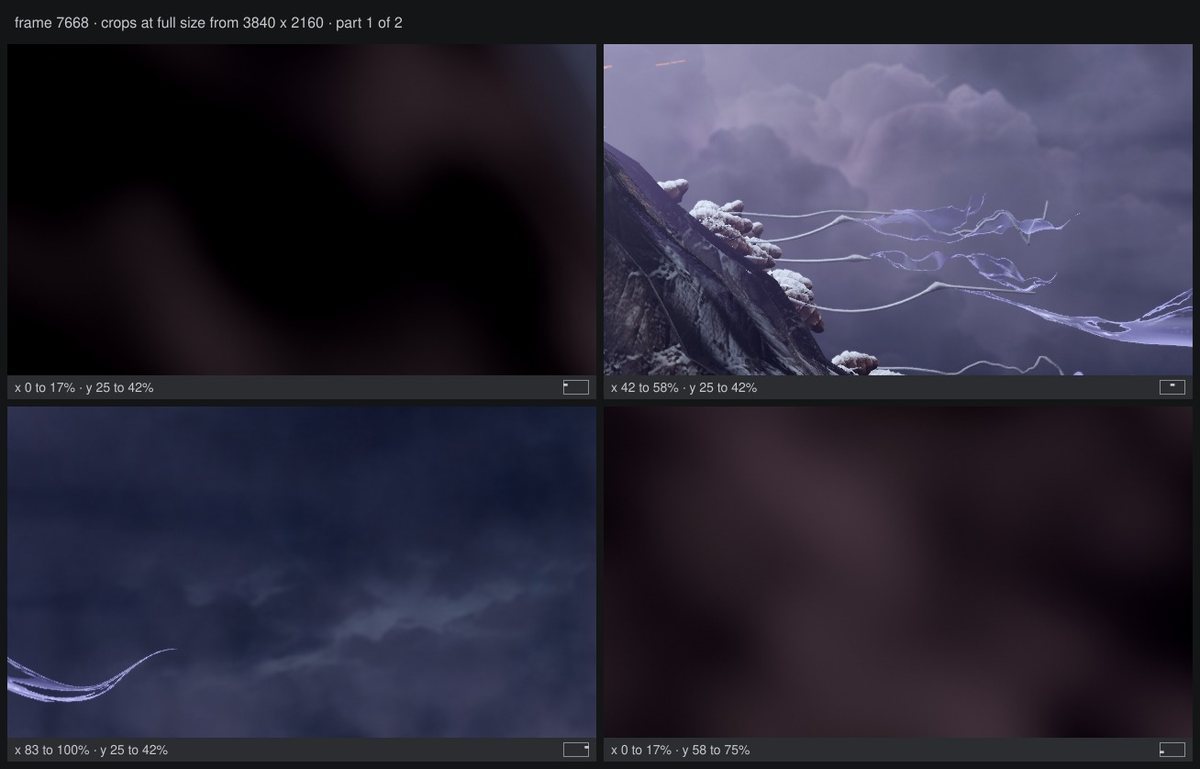 frame 7668 · crops at full size from 3840 x 2160 · part 1 of 2
x 0 to 17% · y 25 to 42%
x 42 to 58% · y 25 to 42%
x 83 to 100% · y 25 to 42%
x 0 to 17% · y 58 to 75%